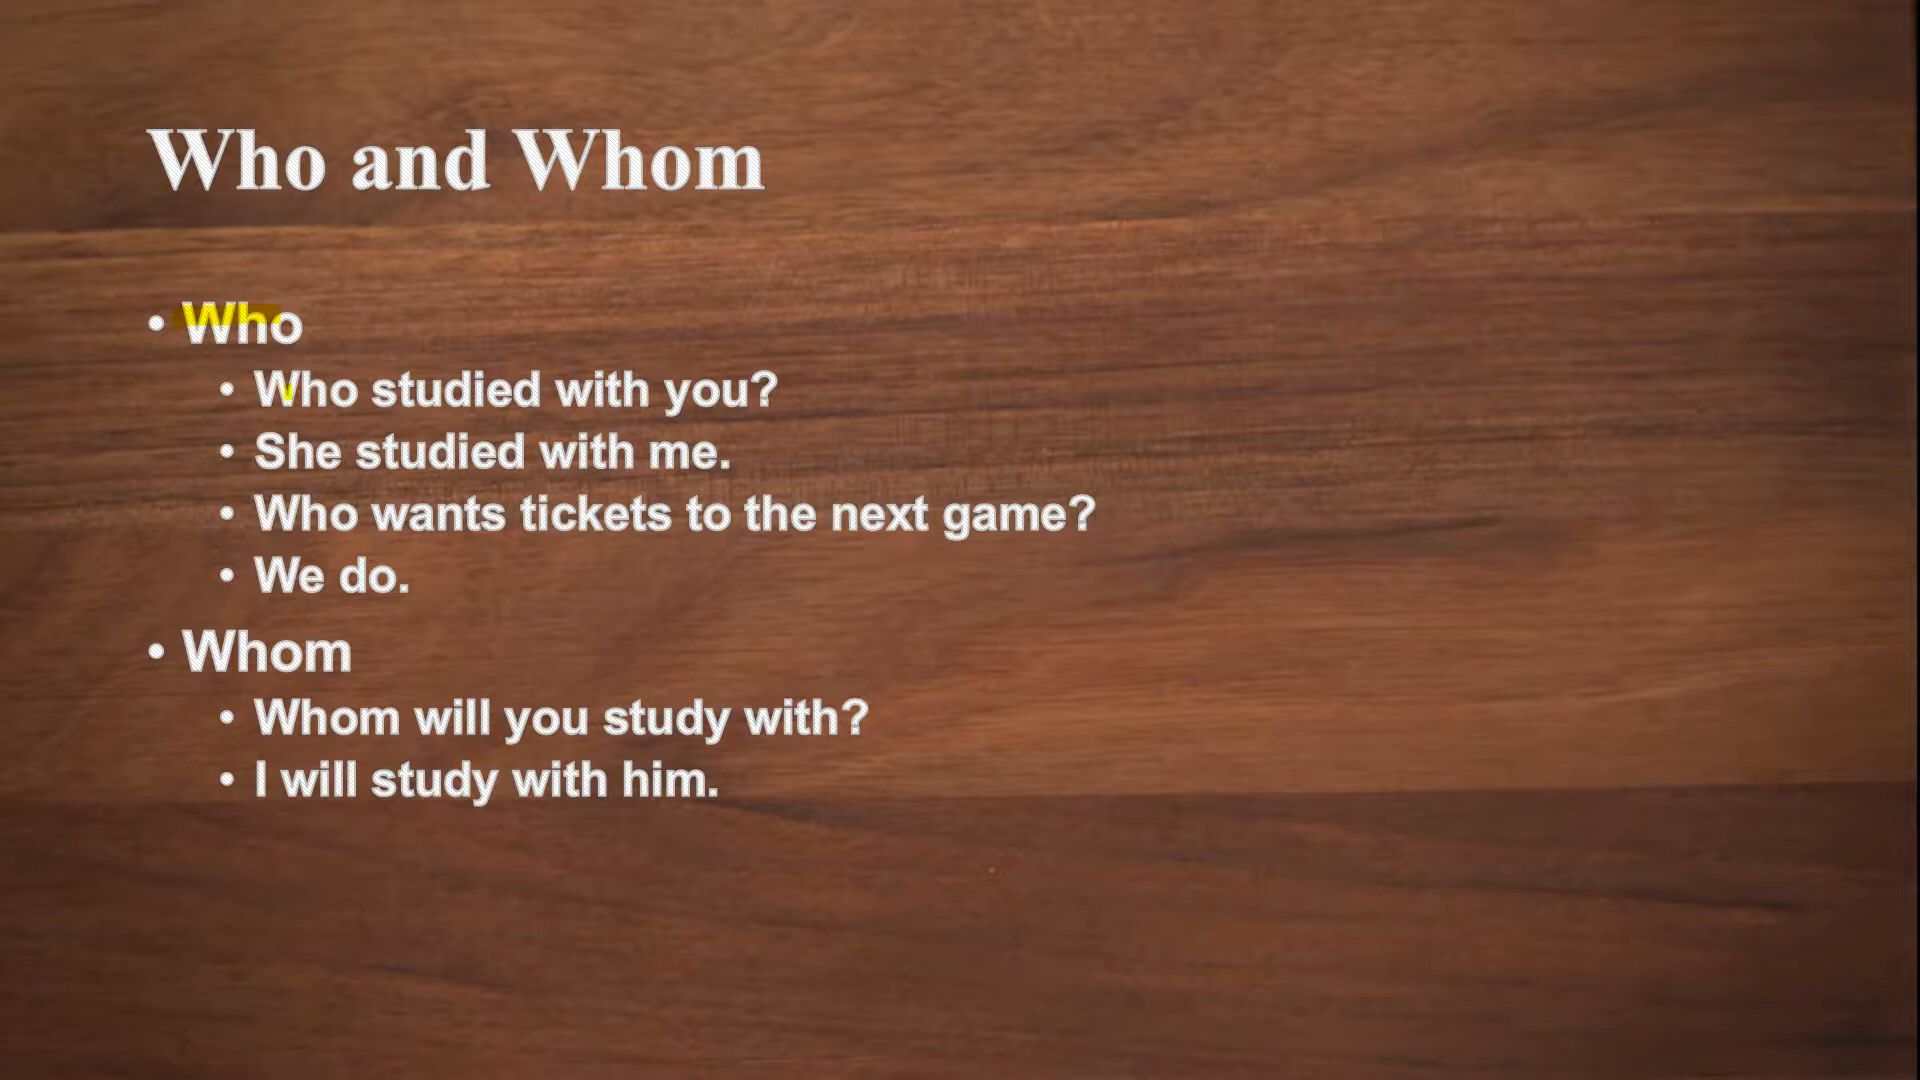 Who and Whom
• Who
• Who studied with you?
• She studied with me.
• Who wants tickets to the next game?
• We do.
• Whom
• Whom will you study with?
• I will study with him.